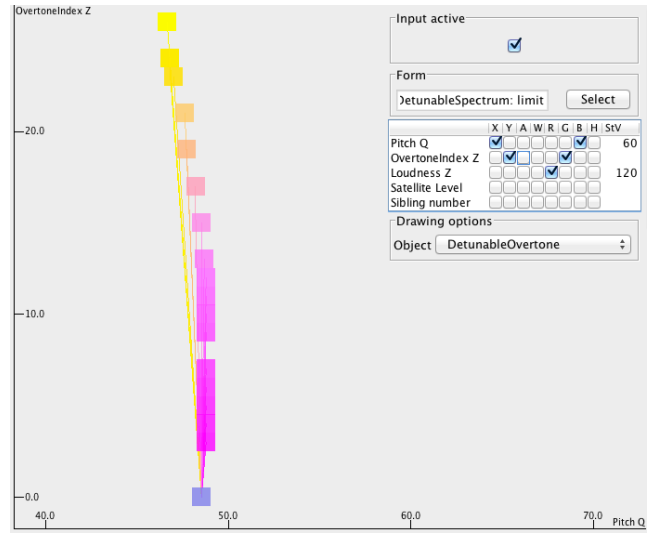 OvertoneIndex Z
20.0
10.0
0.0
40.0
50.0
60.0
70.0
Pitch Q
Input active
Form
DetunableSpectrum: limit
Select
X Y A W R G B H StV
Pitch Q 60
OvertoneIndex Z
Loudness Z 120
Satellite Level
Sibling number
Drawing options
Object DetunableOvertone